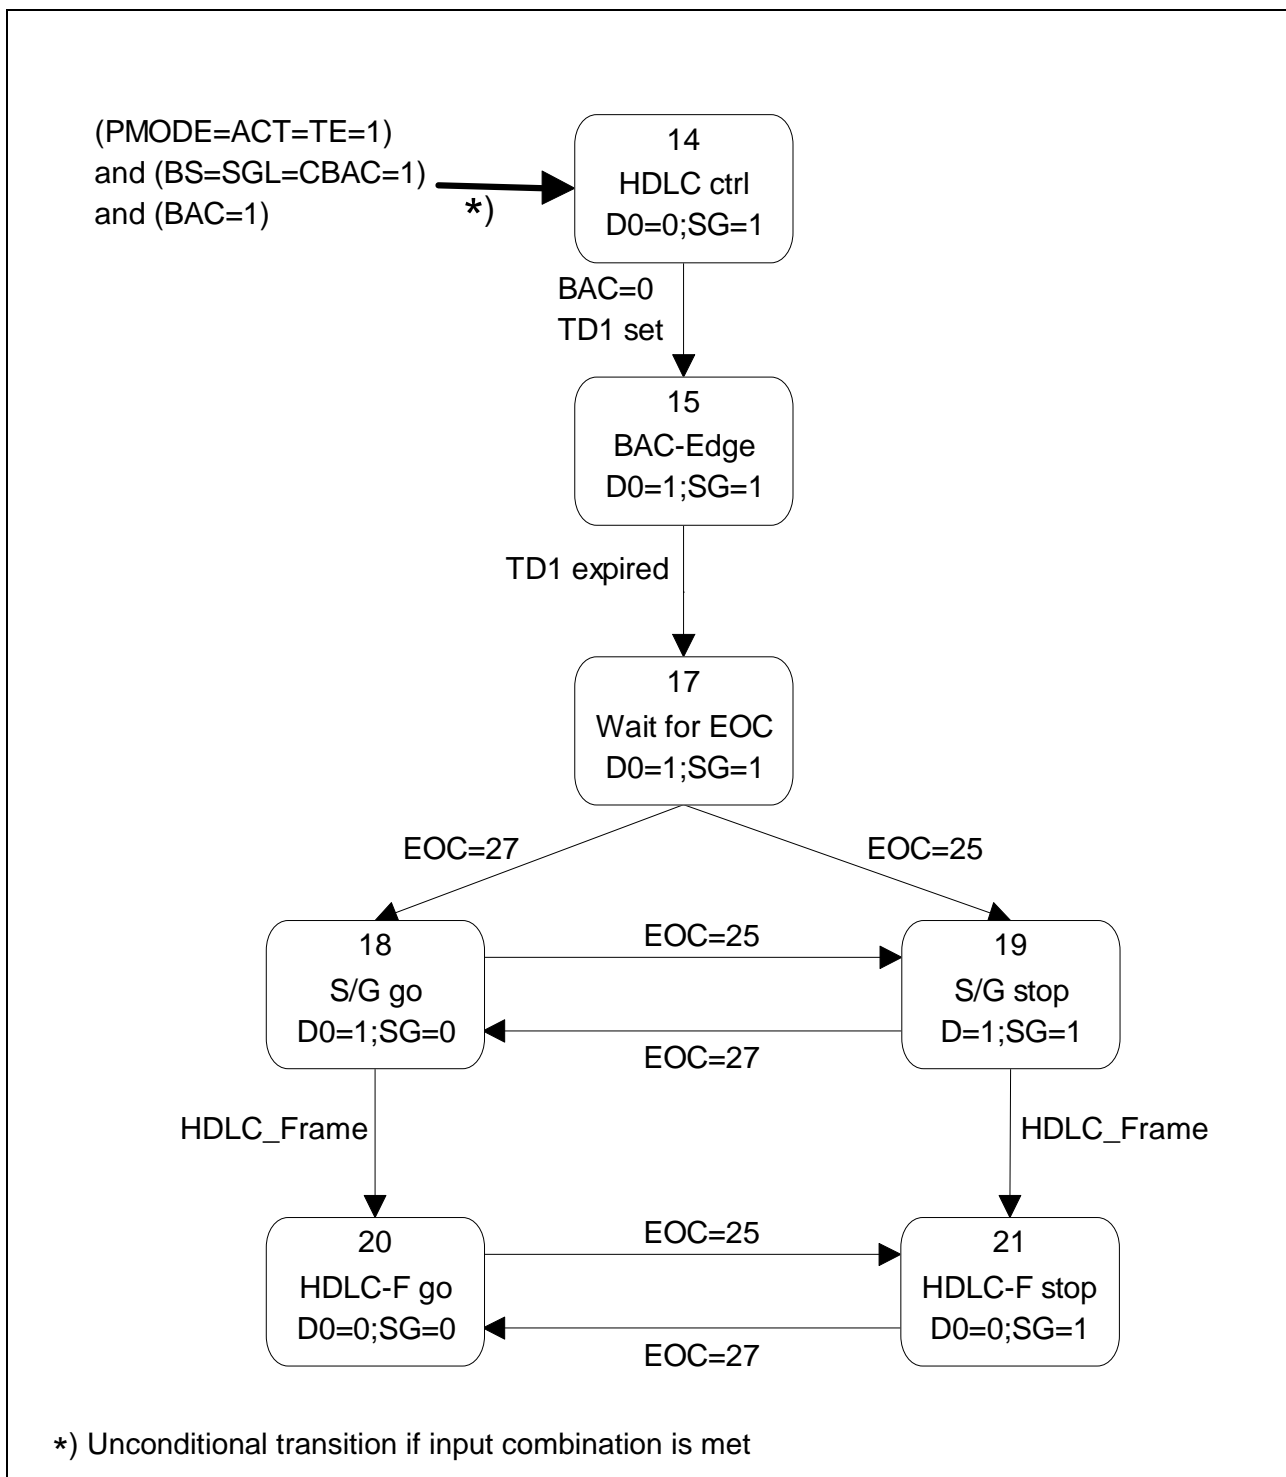 (PMODE=ACT=TE=1)
and (BS=SGL=CBAC=1)
and (BAC=1)
*)
14
HDLC ctrl
D0=0;SG=1
BAC=0
TD1 set
15
BAC-Edge
D0=1;SG=1
TD1 expired
17
Wait for EOC
D0=1;SG=1
EOC=27
EOC=25
18
S/G go
D0=1;SG=0
EOC=25
EOC=27
19
S/G stop
D=1;SG=1
HDLC_Frame
HDLC_Frame
20
HDLC-F go
D0=0;SG=0
EOC=25
EOC=27
21
HDLC-F stop
D0=0;SG=1
*) Unconditional transition if input combination is met